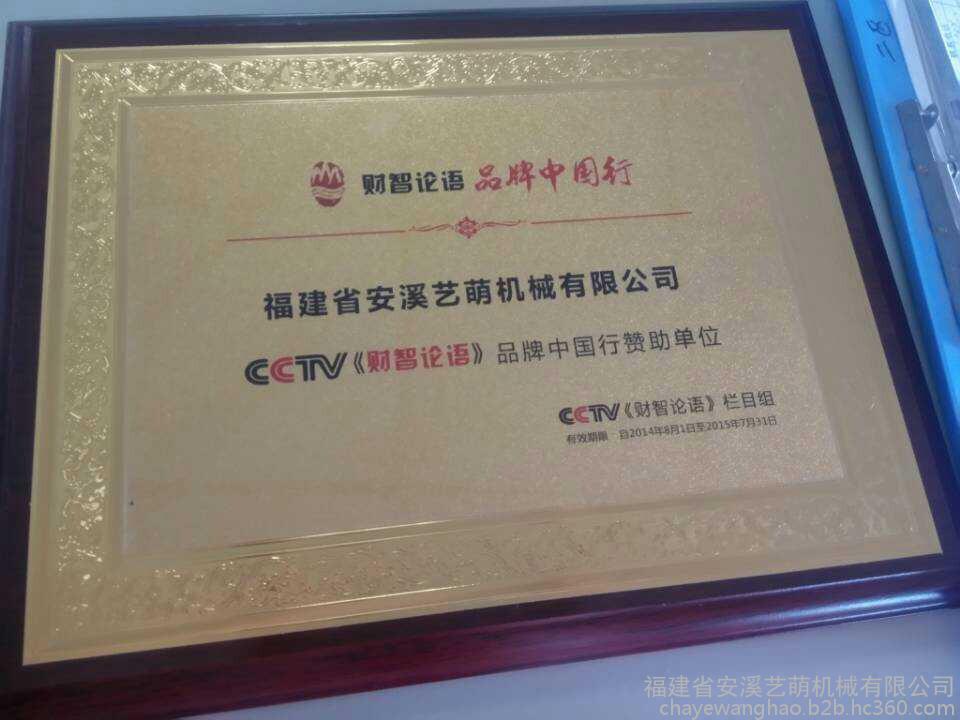 财智论语 品牌中国行
福建省安溪艺萌机械有限公司
CCTV《财智论语》品牌中国行赞助单位
CCTV《财智论语》栏目组
有效期限 自2014年8月1日至2015年7月31日
福建省安溪艺萌机械有限公司
chayewanghao.b2b.hc360.com